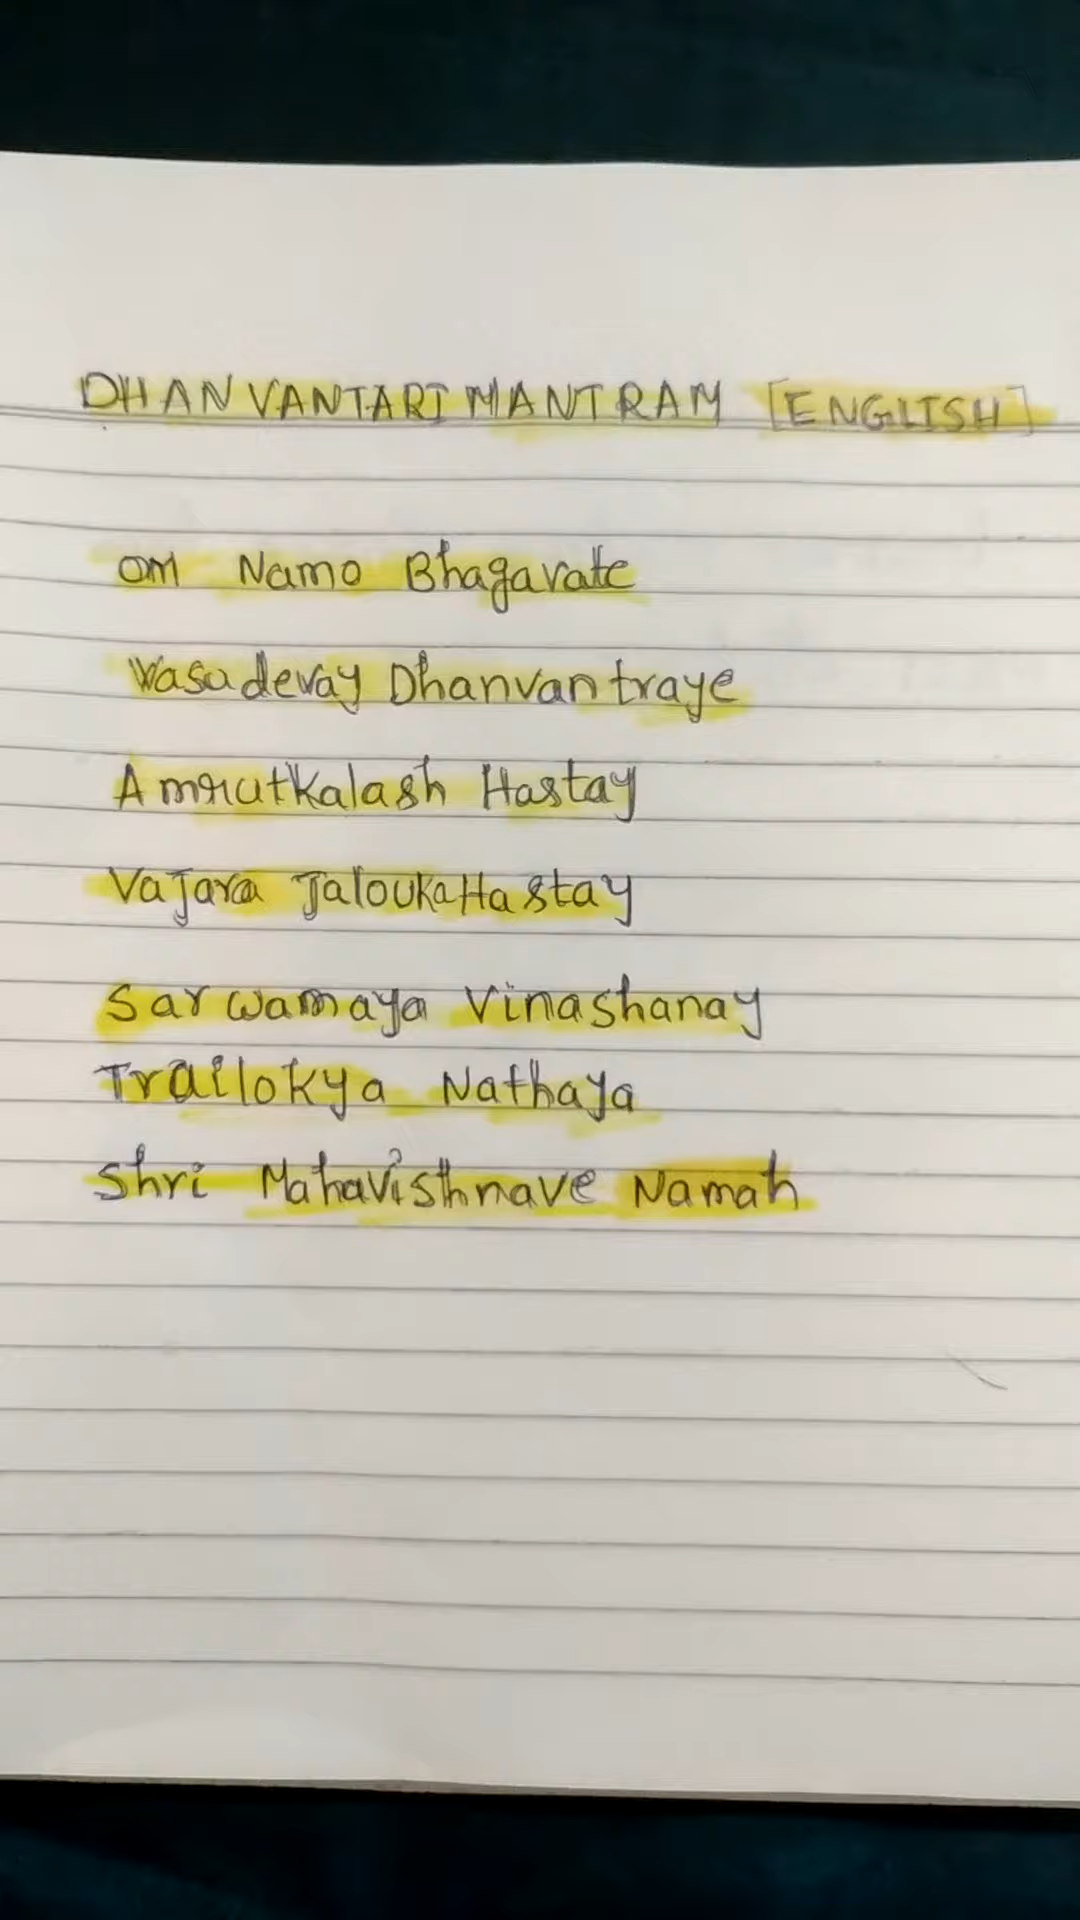 DHANVANTARI MANTRAM [ENGLISH]
OM Namo Bhagavate
Wasudevay Dhanvantraye
AmrutKalash Hastay
Vajara JaloukaHastay
Sarwamaya Vinashanay
Trailokya Nathaya
Shri Mahavisthnave Namah